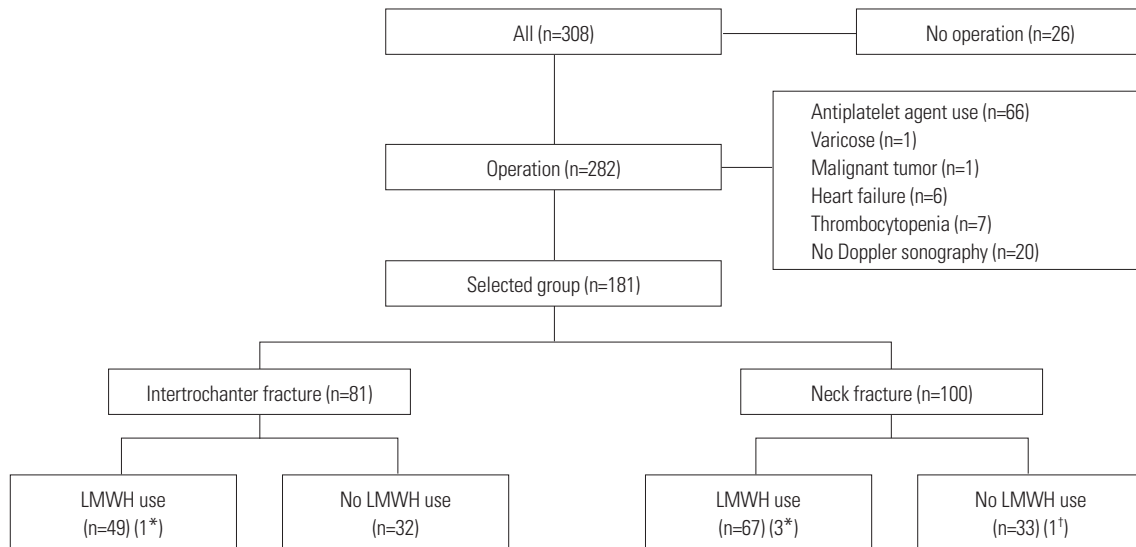 All (n=308)
No operation (n=26)
Antiplatelet agent use (n=66)
Varicose (n=1)
Malignant tumor (n=1)
Heart failure (n=6)
Thrombocytopenia (n=7)
No Doppler sonography (n=20)
Operation (n=282)
Selected group (n=181)
Intertrochanter fracture (n=81)
Neck fracture (n=100)
LMWH use
(n=49) (1*)
No LMWH use
(n=32)
LMWH use
(n=67) (3*)
No LMWH use
(n=33) (1†)